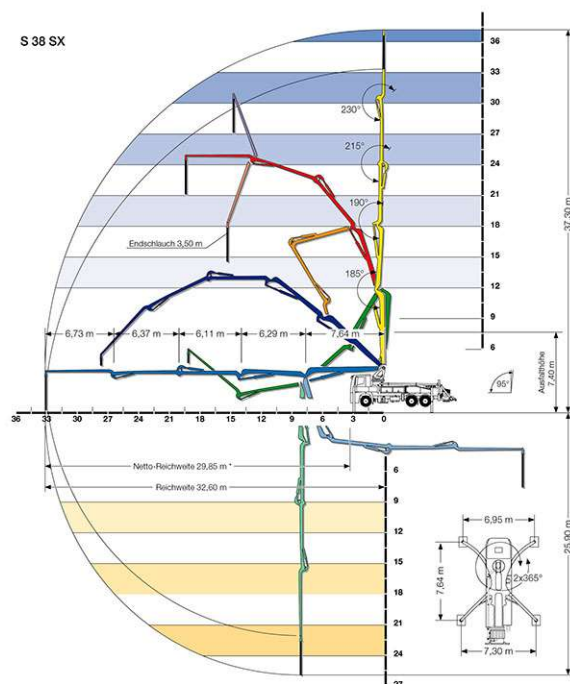 S 38 SX
36
33
30
27
24
21
18
15
12
9
6
230°
215°
190°
185°
37,30 m
Endschlauch 3,50 m
6,73 m
6,37 m
6,11 m
6,29 m
7,64 m
Ausfalthöhe
7,40 m
95°
36
33
30
27
24
21
18
15
12
9
6
3
0
0
Netto-Reichweite 29,85 m *
Reichweite 32,60 m
6
9
12
15
18
21
24
27
25,90 m
6,95 m
7,64 m
2x365°
7,30 m